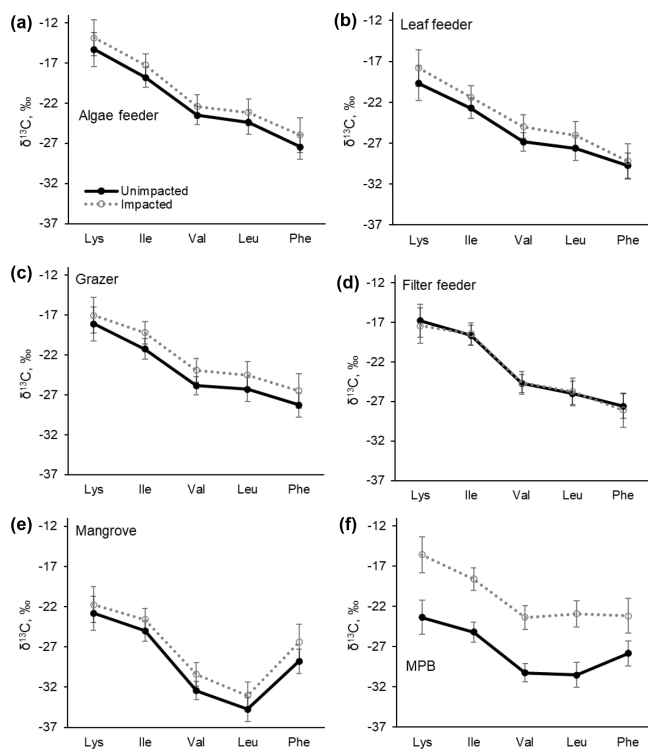 (a)
-12
-17
-22
-27
-32
-37
δ¹³C, ‰
Algae feeder
Unimpacted
Impacted
Lys Ile Val Leu Phe
(b)
Leaf feeder
-12
-17
-22
-27
-32
-37
δ¹³C, ‰
Lys Ile Val Leu Phe
(c)
Grazer
-12
-17
-22
-27
-32
-37
δ¹³C, ‰
Lys Ile Val Leu Phe
(d)
Filter feeder
-12
-17
-22
-27
-32
-37
δ¹³C, ‰
Lys Ile Val Leu Phe
(e)
Mangrove
-12
-17
-22
-27
-32
-37
δ¹³C, ‰
Lys Ile Val Leu Phe
(f)
-12
-17
-22
-27
-32
-37
δ¹³C, ‰
MPB
Lys Ile Val Leu Phe